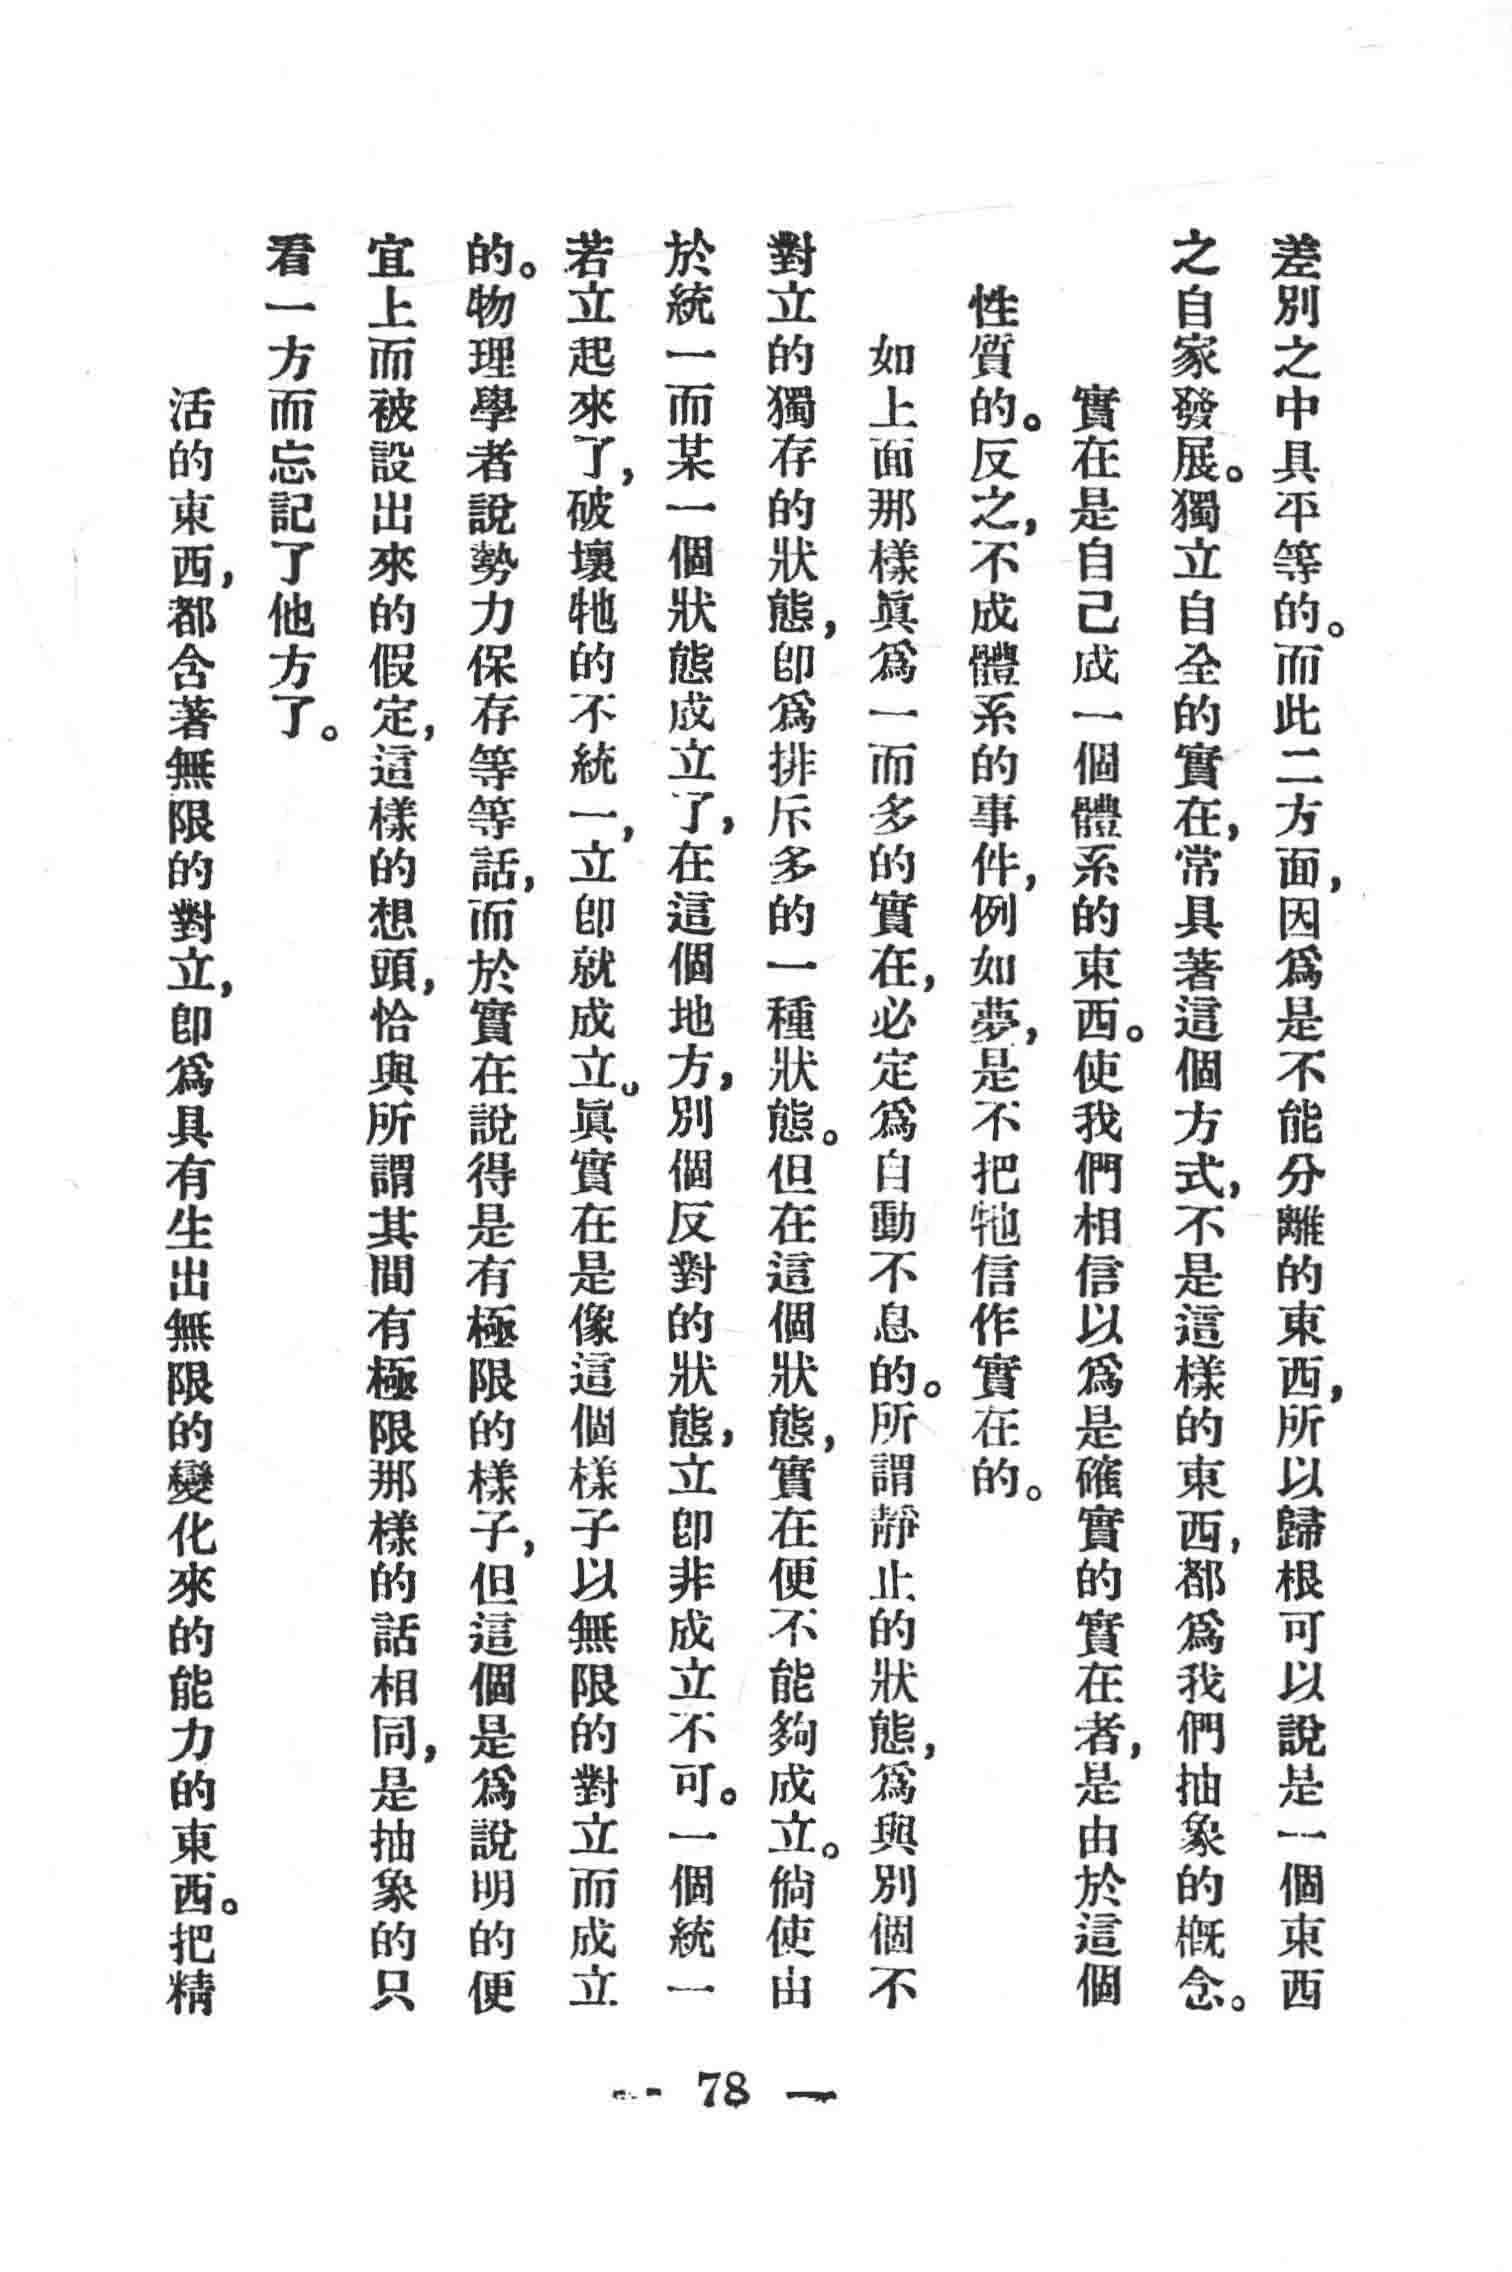 差別之中具平等的。而此二方面，因爲是不能分離的東西，所以歸根可以說是一個東西
之自家發展。獨立自全的實在，常具著這個方式，不是這樣的東西，都爲我們抽象的概念。
實在是自己成一個體系的東西。使我們相信以爲是確實的實在者，是由於這個
性質的。反之，不成體系的事件，例如夢，是不把牠信作實在的。
如上面那樣眞爲一而多的實在，必定爲自動不息的。所謂靜止的狀態，爲與別個不
對立的獨存的狀態，卽爲排斥多的一種狀態。但在這個狀態，實在便不能夠成立。倘使由
於統一而某一個狀態成立了，在這個地方，別個反對的狀態，立卽非成立不可。一個統一
若立起來了，破壞牠的不統一，立卽就成立。眞實在是像這個樣子以無限的對立而成立
的。物理學者說勢力保存等等話，而於實在說得是有極限的樣子，但這個是爲說明的便
宜上而被設出來的假定，這樣的想頭，恰與所謂其間有極限那樣的話相同，是抽象的只
看一方而忘記了他方了。
活的東西，都含著無限的對立，卽爲具有生出無限的變化來的能力的東西。把精
— 78 —